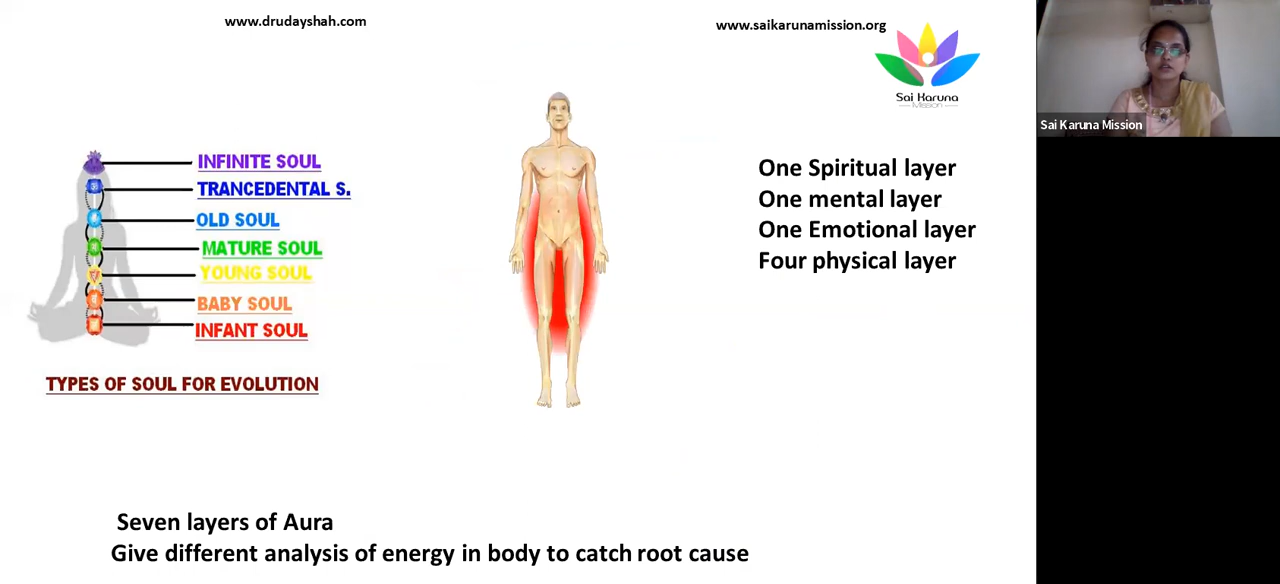 www.drudayshah.com
www.saikarunamission.org
Sai Karuna
Mission
Sai Karuna Mission
INFINITE SOUL
TRANCEDENTAL S.
OLD SOUL
MATURE SOUL
YOUNG SOUL
BABY SOUL
INFANT SOUL
TYPES OF SOUL FOR EVOLUTION
One Spiritual layer
One mental layer
One Emotional layer
Four physical layer
Seven layers of Aura
Give different analysis of energy in body to catch root cause